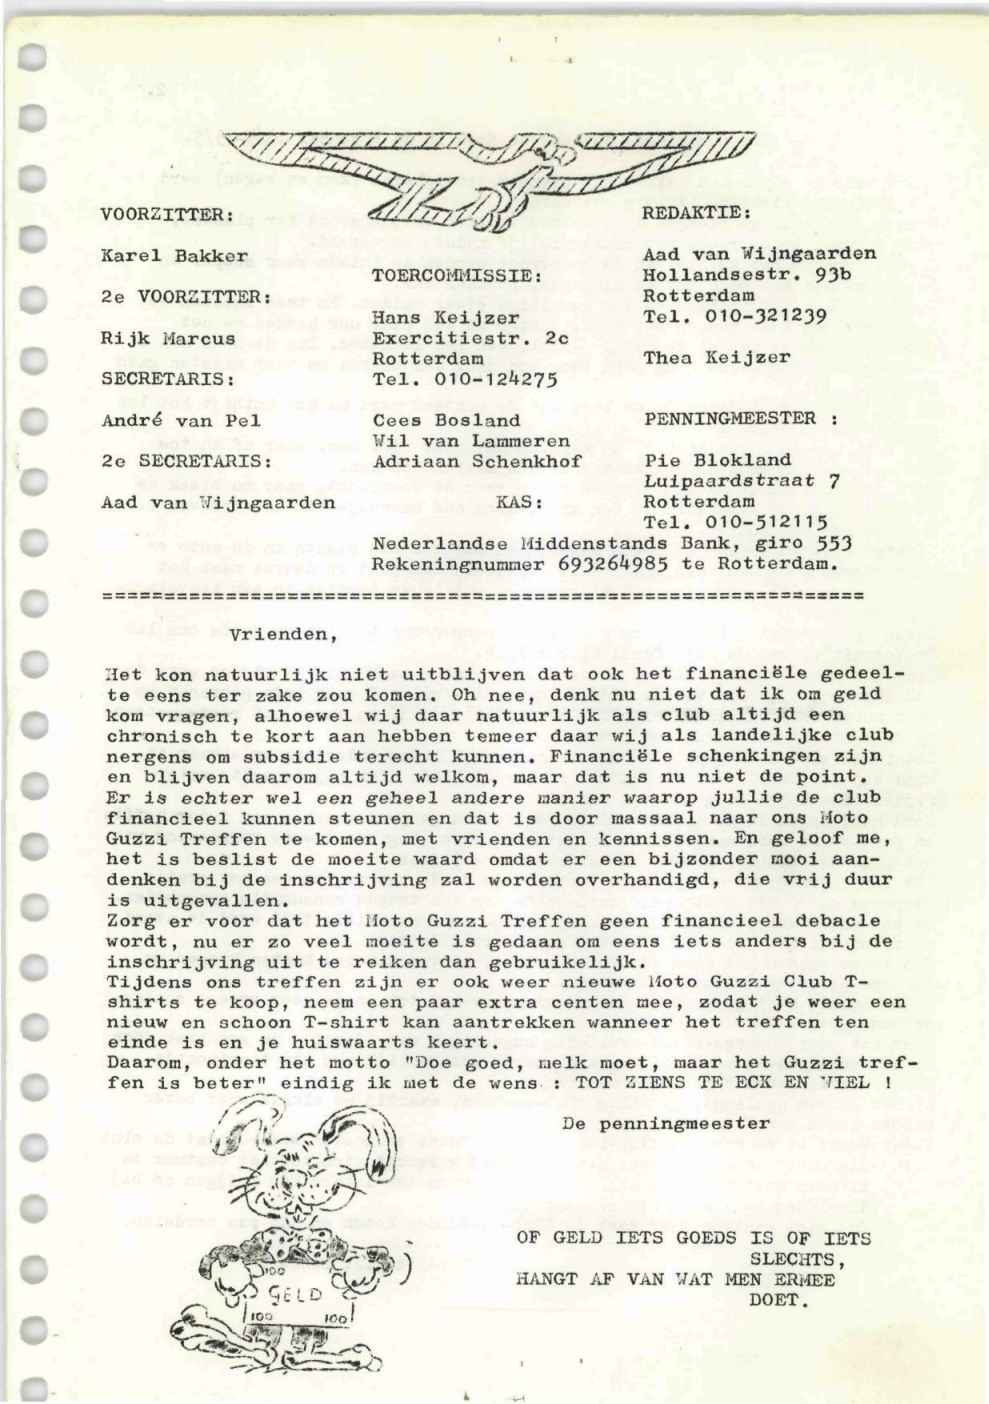 VOORZITTER:
Karel Bakker
2e VOORZITTER:
Rijk Marcus
SECRETARIS:
André van Pel
2e SECRETARIS:
Aad van Wijngaarden
TOERCOMMISSIE:
Hans Keijzer
Exercitiestr. 2c
Rotterdam
Tel. 010-124275
Cees Bosland
Wil van Lammeren
Adriaan Schenkhof
REDAKTIE:
Aad van Wijngaarden
Hollandsestr. 93b
Rotterdam
Tel. 010-321239
Thea Keijzer
PENNINGMEESTER :
Pie Blokland
Luipaardstraat 7
Rotterdam
Tel. 010-512115
KAS:
Nederlandse Middenstands Bank, giro 553
Rekeningnummer 693264985 te Rotterdam.
=============================================================
Vrienden,
Het kon natuurlijk niet uitblijven dat ook het financiële gedeel-
te eens ter zake zou komen. Oh nee, denk nu niet dat ik om geld
kom vragen, alhoewel wij daar natuurlijk als club altijd een
chronisch te kort aan hebben temeer daar wij als landelijke club
nergens om subsidie terecht kunnen. Financiële schenkingen zijn
en blijven daarom altijd welkom, maar dat is nu niet de point.
Er is echter wel een geheel andere manier waarop jullie de club
financieel kunnen steunen en dat is door massaal naar ons Moto
Guzzi Treffen te komen, met vrienden en kennissen. En geloof me,
het is beslist de moeite waard omdat er een bijzonder mooi aan-
denken bij de inschrijving zal worden overhandigd, die vrij duur
is uitgevallen.
Zorg er voor dat het Moto Guzzi Treffen geen financieel debacle
wordt, nu er zo veel moeite is gedaan om eens iets anders bij de
inschrijving uit te reiken dan gebruikelijk.
Tijdens ons treffen zijn er ook weer nieuwe Moto Guzzi Club T-
shirts te koop, neem een paar extra centen mee, zodat je weer een
nieuw en schoon T-shirt kan aantrekken wanneer het treffen ten
einde is en je huiswaarts keert.
Daarom, onder het motto "Doe goed, melk moet, maar het Guzzi tref-
fen is beter" eindig ik met de wens : TOT ZIENS TE ECK EN WIEL !
De penningmeester
100
GELD
100 100
OF GELD IETS GOEDS IS OF IETS
SLECHTS,
HANGT AF VAN WAT MEN ERMEE
DOET.